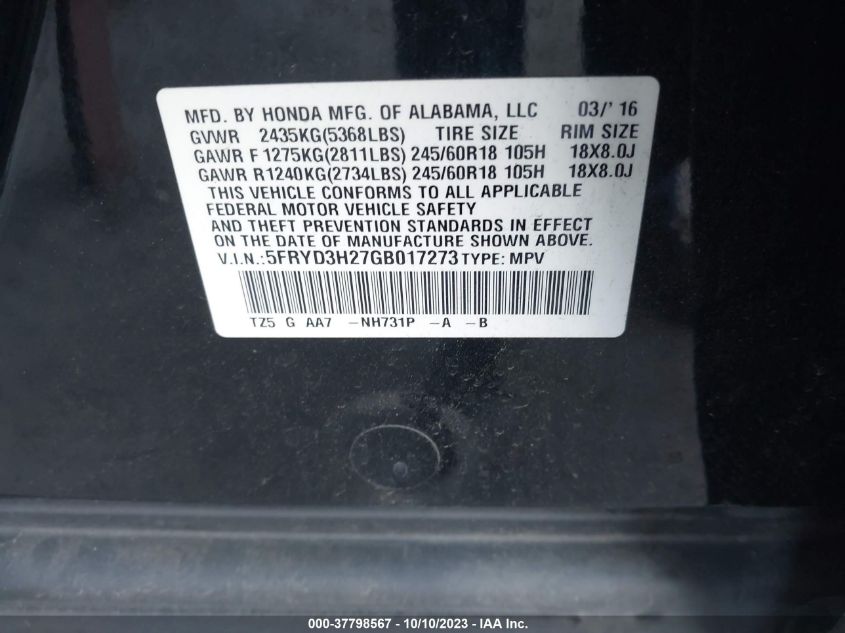 MFD. BY HONDA MFG. OF ALABAMA, LLC 03/' 16
GVWR 2435KG(5368LBS) TIRE SIZE RIM SIZE
GAWR F 1275KG(2811LBS) 245/60R18 105H 18X8.0J
GAWR R1240KG(2734LBS) 245/60R18 105H 18X8.0J
THIS VEHICLE CONFORMS TO ALL APPLICABLE
FEDERAL MOTOR VEHICLE SAFETY
AND THEFT PREVENTION STANDARDS IN EFFECT
ON THE DATE OF MANUFACTURE SHOWN ABOVE.
V.I.N.:5FRYD3H27GB017273 TYPE: MPV
TZ5 G AA7 -NH731P -A -B
000-37798567 - 10/10/2023 - IAA Inc.